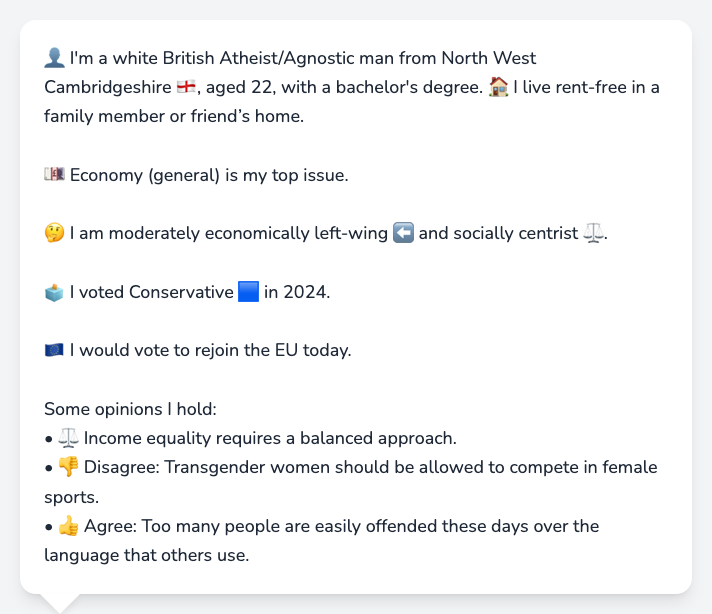 👤 I'm a white British Atheist/Agnostic man from North West
Cambridgeshire 🏴󠁧󠁢󠁥󠁮󠁧󠁿, aged 22, with a bachelor's degree. 🏠 I live rent-free in a
family member or friend’s home.
💷 Economy (general) is my top issue.
🤔 I am moderately economically left-wing ⬅️ and socially centrist ⚖️.
🗳️ I voted Conservative 🟦 in 2024.
🇪🇺 I would vote to rejoin the EU today.
Some opinions I hold:
• ⚖️ Income equality requires a balanced approach.
• 👎 Disagree: Transgender women should be allowed to compete in female
sports.
• 👍 Agree: Too many people are easily offended these days over the
language that others use.